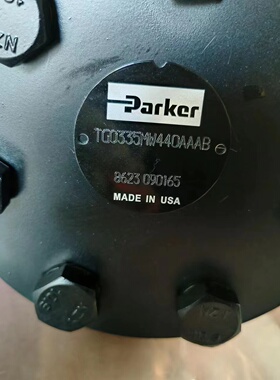 Parker
TG0335MW440AAAB
8623 090165
MADE IN USA